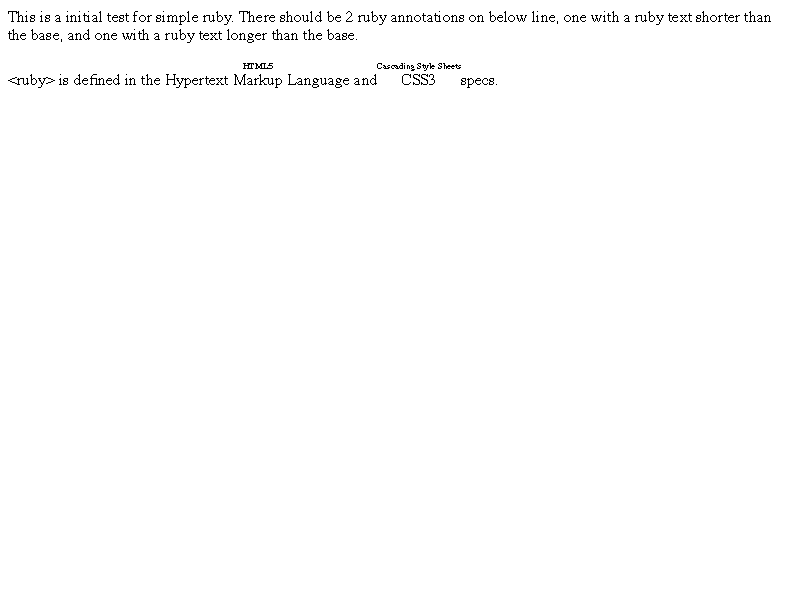 This is a initial test for simple ruby. There should be 2 ruby annotations on below line, one with a ruby text shorter than
the base, and one with a ruby text longer than the base.
HTML5 Cascading Style Sheets
<ruby> is defined in the Hypertext Markup Language and CSS3 specs.